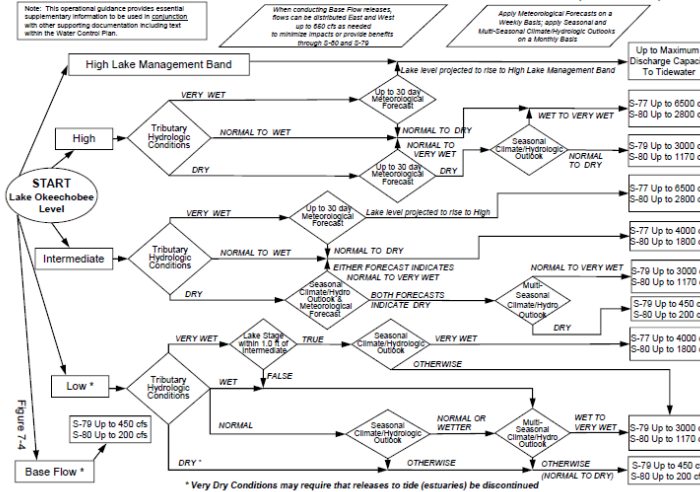 Note: This operational guidance provides essential
supplementary information to be used in conjunction
with other supporting documentation including text
within the Water Control Plan.
When conducting Base Flow releases,
flows can be distributed East and West
up to 650 cfs as needed
to minimize impacts or provide benefits
through S-80 and S-79
Apply Meteorological Forecasts on a
Weekly Basis; apply Seasonal and
Multi-Seasonal Climate/Hydrologic Outlooks
on a Monthly Basis
High Lake Management Band
Lake level projected to rise to High Lake Management Band
Up to Maximum
Discharge Capaci
To Tidewater
VERY WET
Up to 30 day
Meteorological
Forecast
High
Tributary
Hydrologic
Conditions
NORMAL TO WET
NORMAL TO DRY
NORMAL TO
VERY WET
DRY
Up to 30 day
Meteorological
Forecast
DRY
Seasonal
Climate/Hydrologic
Outlook
WET TO VERY WET
NORMAL
TO DRY
S-77 Up to 6500 c
S-80 Up to 2800 c
S-79 Up to 3000 c
S-80 Up to 1170 c
START
Lake Okeechobee
Level
VERY WET
Up to 30 day
Meteorological
Forecast
Lake level projected to rise to High
S-77 Up to 6500 c
S-80 Up to 2800 c
Intermediate
Tributary
Hydrologic
Conditions
NORMAL TO WET
NORMAL TO DRY
S-77 Up to 4000 c
S-80 Up to 1800 c
EITHER FORECAST INDICATES
NORMAL TO VERY WET
DRY
Seasonal
Climate/Hydro
Outlook &
Meteorological
Forecast
BOTH FORECASTS
INDICATE DRY
Multi-
Seasonal
Climate/Hydro
Outlook
NORMAL TO VERY WET
DRY
S-79 Up to 3000 c
S-80 Up to 1170 c
S-79 Up to 450 c
S-80 Up to 200 c
VERY WET
Lake Stage
within 1.0 ft of
Intermediate
TRUE
Seasonal
Climate/Hydrologic
Outlook
VERY WET
S-77 Up to 4000 c
S-80 Up to 1800 c
OTHERWISE
FALSE
Low *
Tributary
Hydrologic
Conditions
WET
NORMAL
Seasonal
Climate/Hydrologic
Outlook
NORMAL OR
WETTER
Multi-
Seasonal
Climate/Hydro
Outlook
WET TO
VERY WET
S-79 Up to 3000 c
S-80 Up to 1170 c
DRY *
OTHERWISE
OTHERWISE
(NORMAL TO DRY)
S-79 Up to 450 c
S-80 Up to 200 cf
Figure 7-4
S-79 Up to 450 cfs
S-80 Up to 200 cfs
Base Flow *
* Very Dry Conditions may require that releases to tide (estuaries) be discontinued